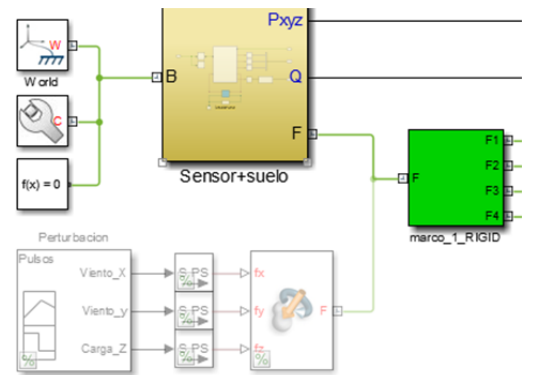 Pxyz
W
World
B
Q
C
F
f(x) = 0
Sensor+suelo
F
F1
F2
F3
F4
marco_1_RIGID
Perturbacion
Pulsos
Viento_X
S PS
fx
Viento_y
S PS
fy
F
Carga_Z
S PS
fz
%
%
%
%
%